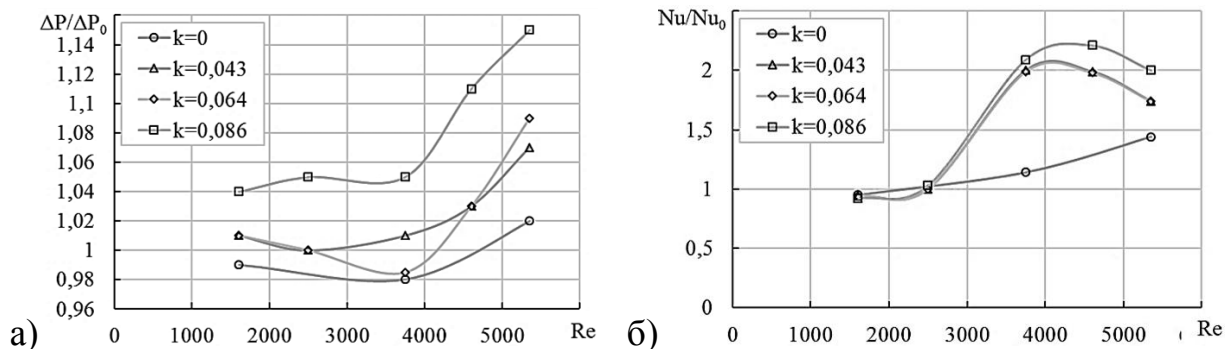 ΔP/ΔP₀
1,14
1,12
1,1
1,08
1,06
1,04
1,02
1
0,98
0,96
k=0
k=0,043
k=0,064
k=0,086
0 1000 2000 3000 4000 5000 Re
а)
Nu/Nu₀
2
1,5
1
0,5
0
k=0
k=0,043
k=0,064
k=0,086
0 1000 2000 3000 4000 5000 Re
б)